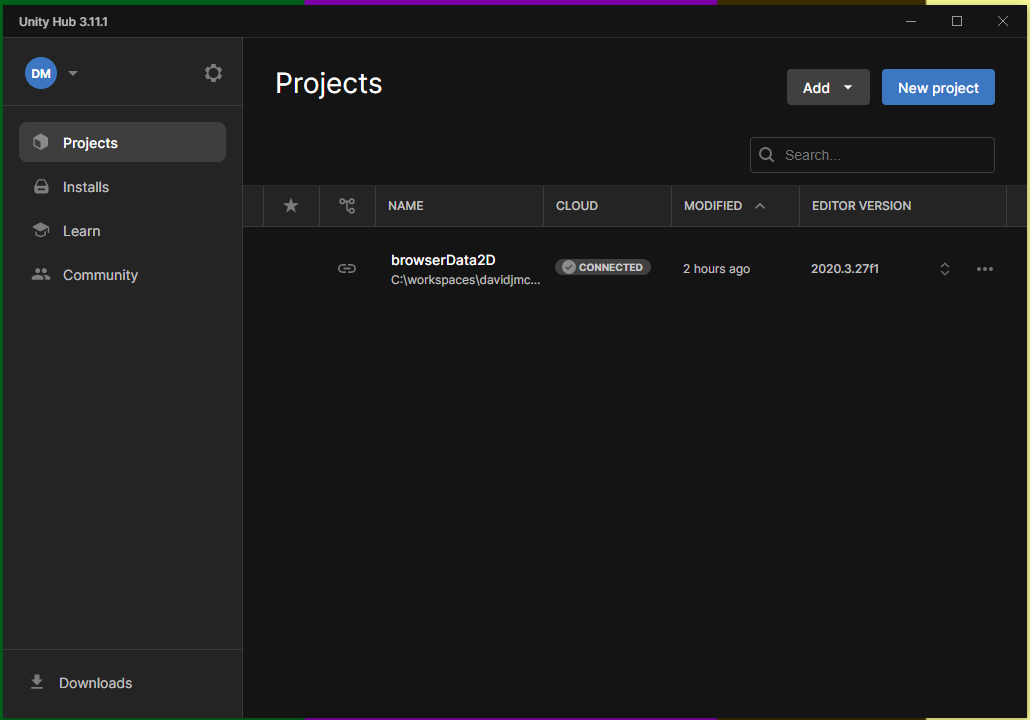 Unity Hub 3.11.1
DM
Projects
Installs
Learn
Community
Downloads
Projects
Add
New project
Search...
NAME CLOUD MODIFIED EDITOR VERSION
browserData2D
C:\workspaces\davidjmc...
CONNECTED
2 hours ago
2020.3.27f1